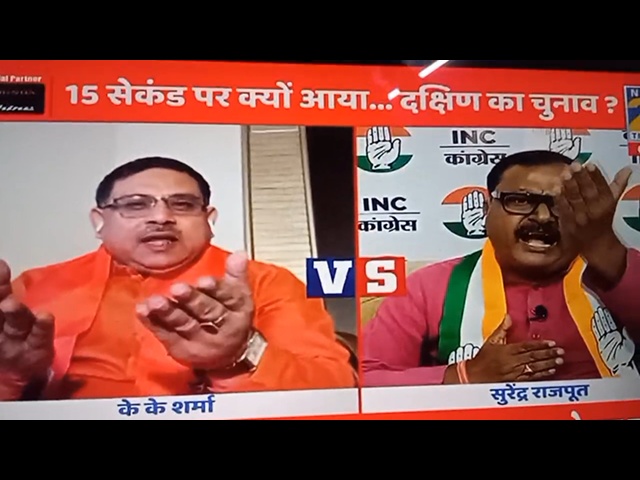 15 सेकंड पर क्यों आया... दक्षिण का चुनाव ?
INC
कांग्रेस
INC
कांग्रेस
VS
के के शर्मा
सुरेंद्र राजपूत